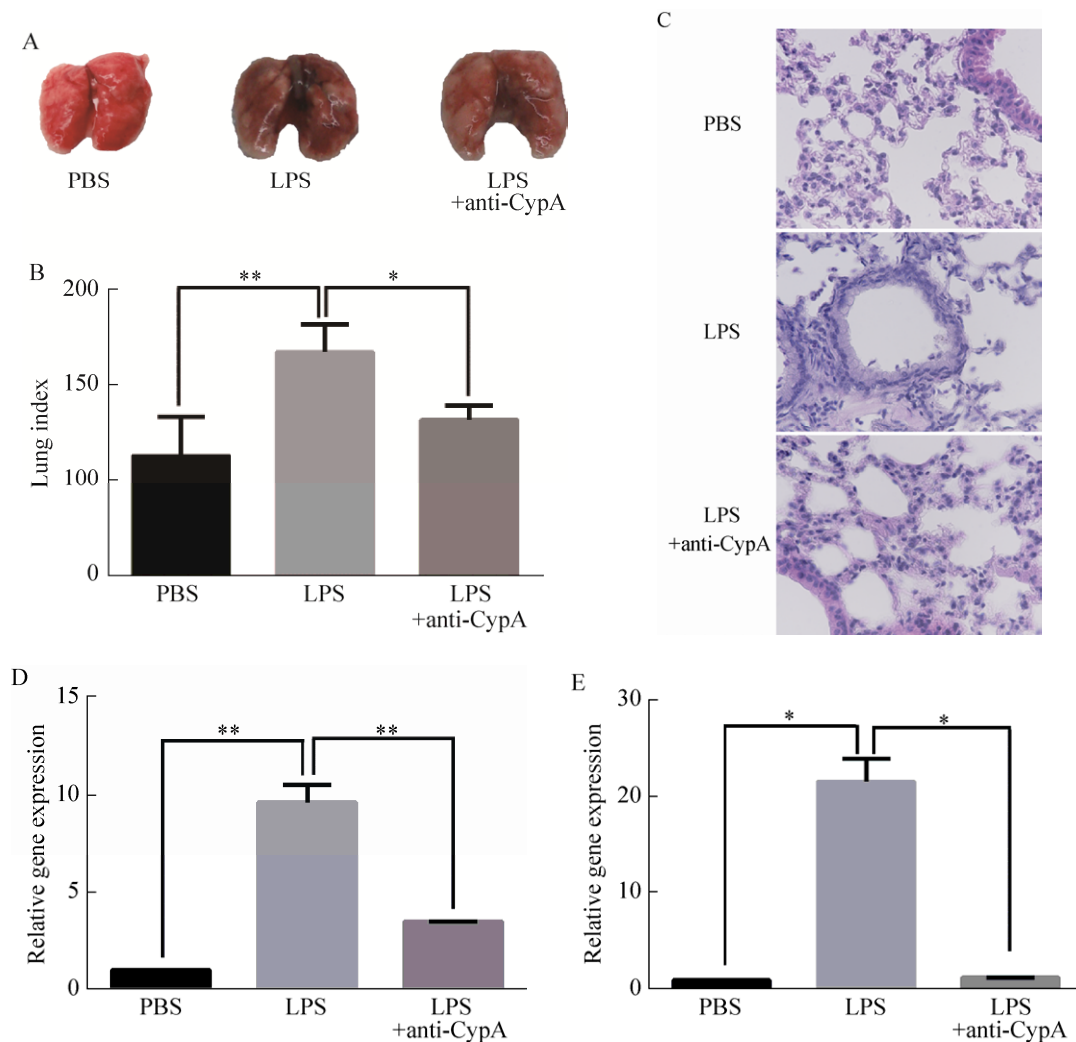 A
PBS
LPS
LPS
+anti-CypA
B
**
*
200
150
100
0
Lung index
PBS
LPS
LPS
+anti-CypA
C
PBS
LPS
LPS
+anti-CypA
D
**
**
15
10
5
0
Relative gene expression
PBS
LPS
LPS
+anti-CypA
E
*
*
30
20
10
0
Relative gene expression
PBS
LPS
LPS
+anti-CypA